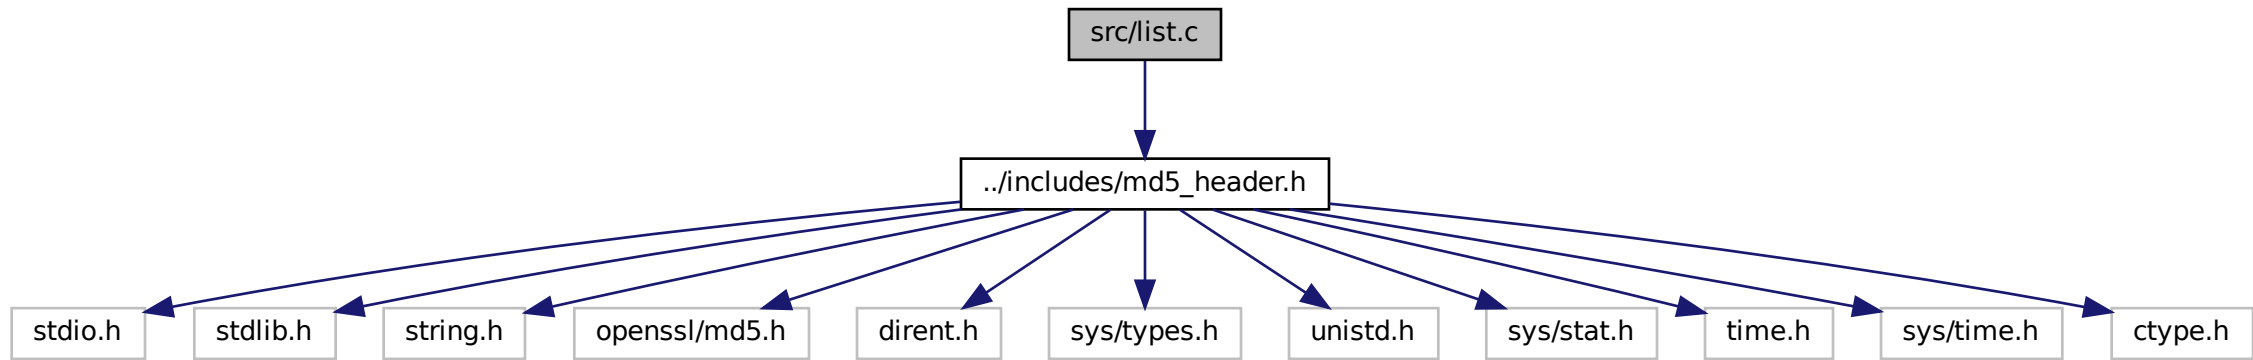 src/list.c
../includes/md5_header.h
stdio.h
stdlib.h
string.h
openssl/md5.h
dirent.h
sys/types.h
unistd.h
sys/stat.h
time.h
sys/time.h
ctype.h